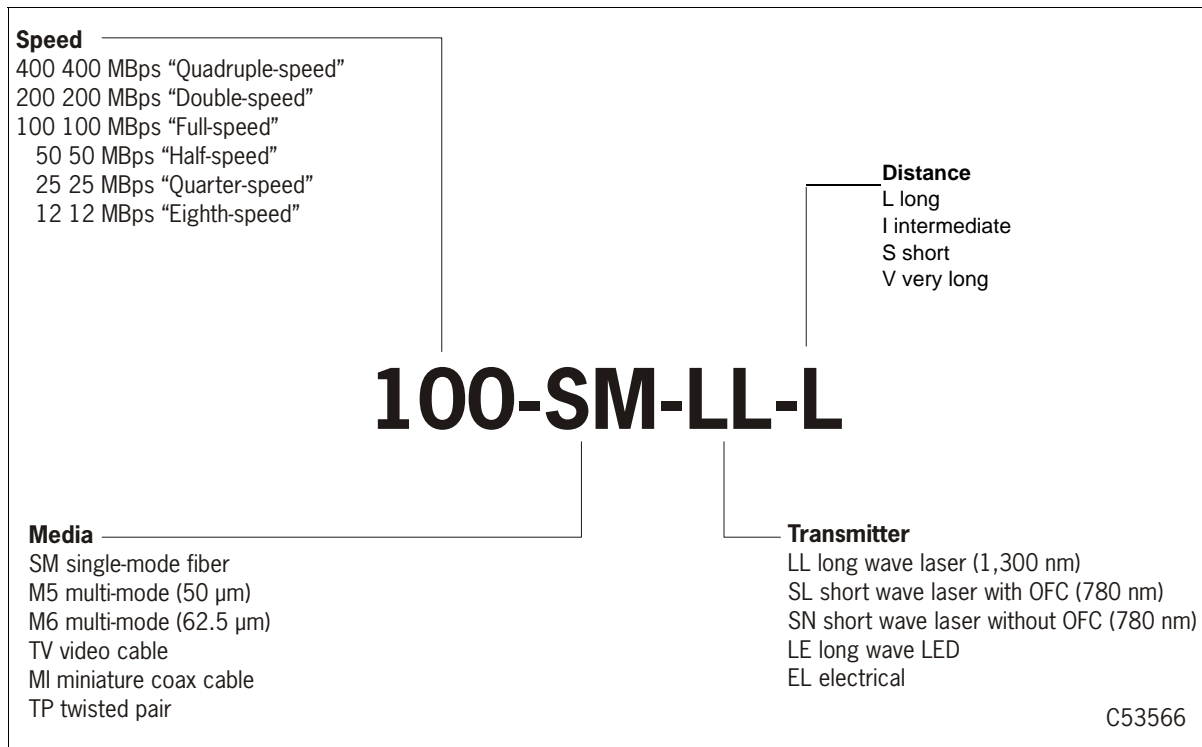 Speed
400 400 MBps “Quadruple-speed”
200 200 MBps “Double-speed”
100 100 MBps “Full-speed”
50 50 MBps “Half-speed”
25 25 MBps “Quarter-speed”
12 12 MBps “Eighth-speed”
Distance
L long
I intermediate
S short
V very long
100-SM-LL-L
Media
SM single-mode fiber
M5 multi-mode (50 µm)
M6 multi-mode (62.5 µm)
TV video cable
MI miniature coax cable
TP twisted pair
Transmitter
LL long wave laser (1,300 nm)
SL short wave laser with OFC (780 nm)
SN short wave laser without OFC (780 nm)
LE long wave LED
EL electrical
C53566